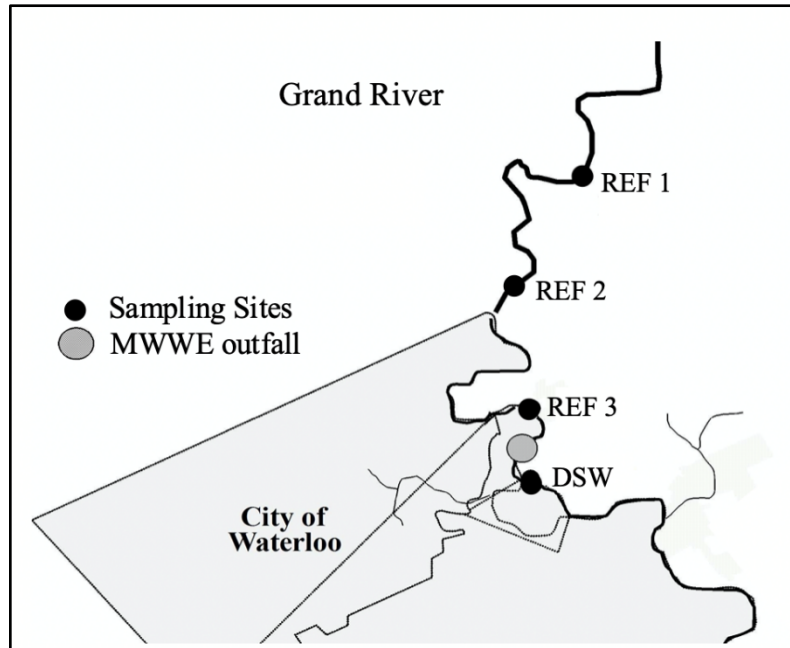 Grand River
REF 1
REF 2
Sampling Sites
MWWE outfall
REF 3
DSW
City of
Waterloo